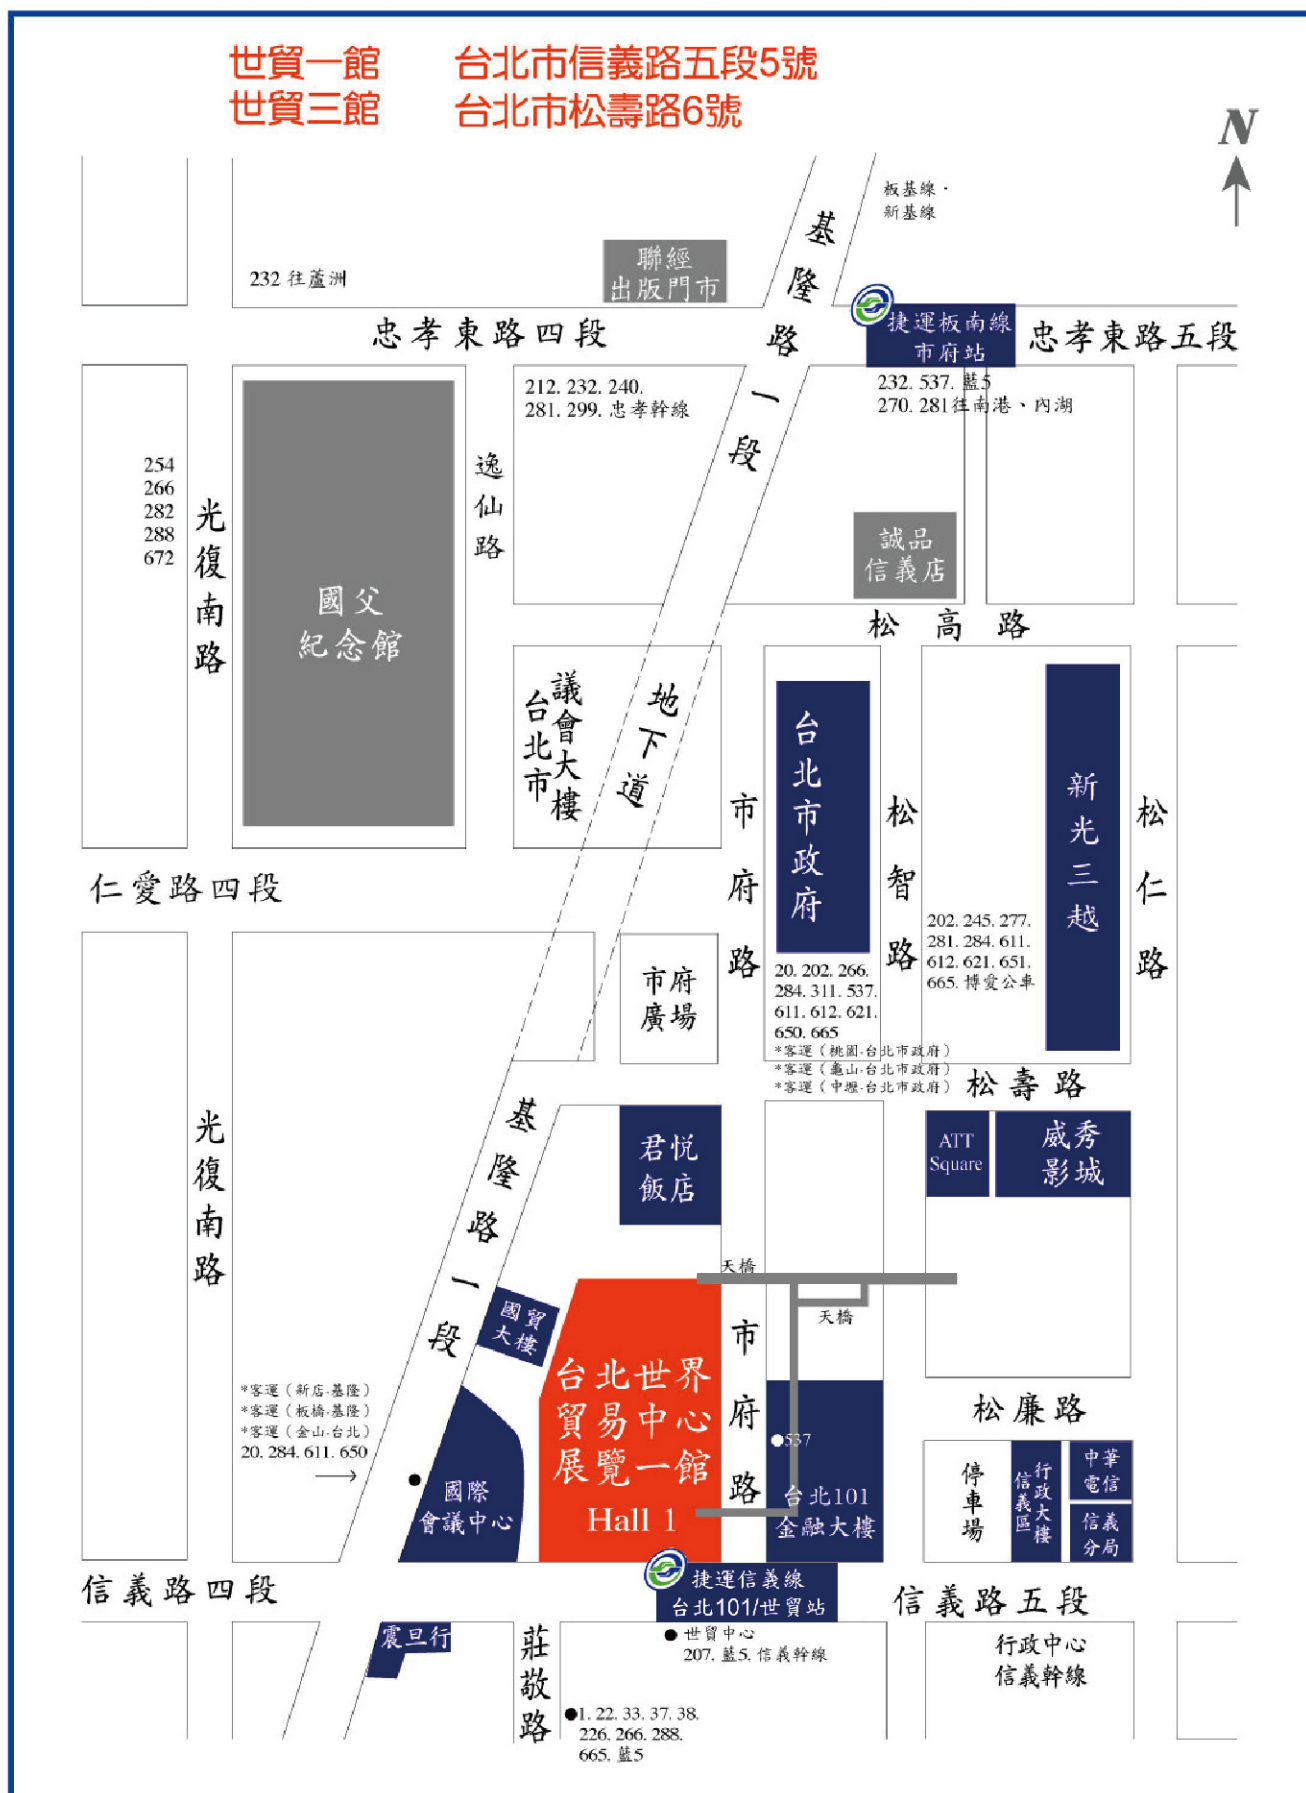 世貿一館 台北市信義路五段5號
世貿三館 台北市松壽路6號
N
板基線·
新基線
基隆路一段
聯經
出版門市
232 往蘆洲
忠孝東路四段
捷運板南線
市府站
忠孝東路五段
212. 232. 240.
281. 299. 忠孝幹線
232. 537. 藍5
270. 281往南港、內湖
254
266
282
288
672
光復南路
國父
紀念館
逸仙路
誠品
信義店
松高路
台北市
議會大樓
地下道
市府路
台北市政府
松智路
新光三越
松仁路
仁愛路四段
市府
廣場
20. 202. 266.
284. 311. 537.
611. 612. 621.
650. 665
*客運（桃園-台北市政府）
*客運（龜山-台北市政府）
*客運（中壢-台北市政府）
202. 245. 277.
281. 284. 611.
612. 621. 651.
665. 博愛公車
松壽路
光復南路
基隆路一段
君悅
飯店
ATT
Square
威秀
影城
天橋
天橋
國貿
大樓
市府路
台北世界
貿易中心
展覽一館
Hall 1
*客運（新店-基隆）
*客運（板橋-基隆）
*客運（金山-台北）
20. 284. 611. 650
國際
會議中心
537
台北101
金融大樓
松廉路
停車場
信義區
行政大樓
中華
電信
信義
分局
信義路四段
捷運信義線
台北101/世貿站
信義路五段
震旦行
莊敬路
世貿中心
207. 藍5. 信義幹線
行政中心
信義幹線
1. 22. 33. 37. 38.
226. 266. 288.
665. 藍5